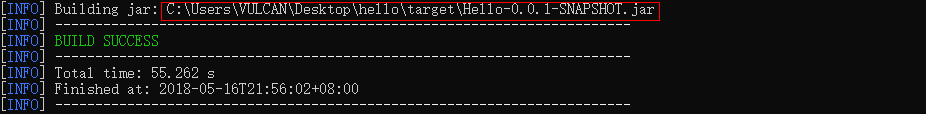 [INFO] Building jar: C:\Users\VULCAN\Desktop\hello\target\Hello-0.0.1-SNAPSHOT.jar
[INFO] ------------------------------------------------------------------------
[INFO] BUILD SUCCESS
[INFO] ------------------------------------------------------------------------
[INFO] Total time: 55.262 s
[INFO] Finished at: 2018-05-16T21:56:02+08:00
[INFO] ------------------------------------------------------------------------